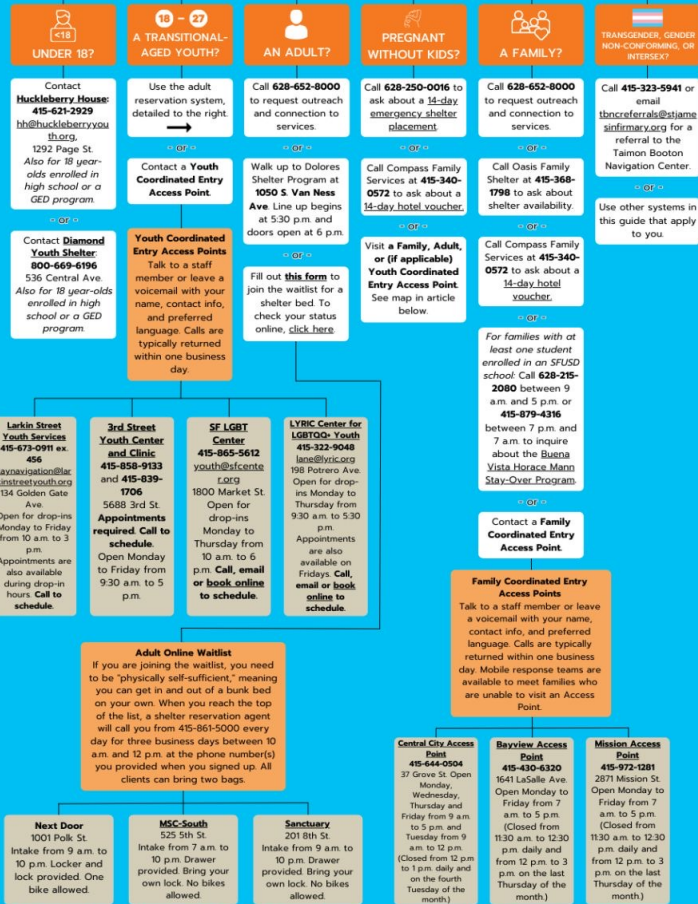 <18
UNDER 18?
Contact
Huckleberry House:
415-621-2929
hh@huckleberryyou
th.org,
1292 Page St.
Also for 18 year-
olds enrolled in
high school or a
GED program.
- or -
Contact Diamond
Youth Shelter:
800-669-6196
536 Central Ave.
Also for 18 year-olds
enrolled in high
school or a GED
program.
18 - 27
A TRANSITIONAL-
AGED YOUTH?
Use the adult
reservation system,
detailed to the right.
- or -
Contact a Youth
Coordinated Entry
Access Point.
Youth Coordinated
Entry Access Points
Talk to a staff
member or leave a
voicemail with your
name, contact info,
and preferred
language. Calls are
typically returned
within one business
day.
AN ADULT?
Call 628-652-8000
to request outreach
and connection to
services.
- or -
Walk up to Dolores
Shelter Program at
1050 S. Van Ness
Ave. Line up begins
at 5:30 p.m. and
doors open at 6 p.m.
- or -
Fill out this form to
join the waitlist for a
shelter bed. To
check your status
online, click here.
PREGNANT
WITHOUT KIDS?
Call 628-250-0016 to
ask about a 14-day
emergency shelter
placement.
- or -
Call Compass Family
Services at 415-340-
0572 to ask about a
14-day hotel voucher.
- or -
Visit a Family, Adult,
or (if applicable)
Youth Coordinated
Entry Access Point.
See map in article
below.
A FAMILY?
Call 628-652-8000
to request outreach
and connection to
services.
- or -
Call Oasis Family
Shelter at 415-368-
1798 to ask about
shelter availability.
- or -
Call Compass Family
Services at 415-340-
0572 to ask about a
14-day hotel
voucher.
- or -
For families with at
least one student
enrolled in an SFUSD
school: Call 628-215-
2080 between 9
a.m. and 5 p.m. or
415-879-4316
between 7 p.m. and
7 a.m. to inquire
about the Buena
Vista Horace Mann
Stay-Over Program.
- or -
Contact a Family
Coordinated Entry
Access Point.
TRANSGENDER, GENDER
NON-CONFORMING, OR
INTERSEX?
Call 415-323-5941 or
email
tbncreferrals@stjame
sinfirmary.org for a
referral to the
Taimon Booton
Navigation Center.
- or -
Use other systems in
this guide that apply
to you.
Larkin Street
Youth Services
415-673-0911 ex.
456
aynavigation@lar
kinstreetyouth.org
134 Golden Gate
Ave.
Open for drop-ins
Monday to Friday
from 10 a.m. to 3
p.m.
Appointments are
also available
during drop-in
hours. Call to
schedule.
3rd Street
Youth Center
and Clinic
415-858-9133
and 415-839-
1706
5688 3rd St.
Appointments
required. Call to
schedule.
Open Monday
to Friday from
9:30 a.m. to 5
p.m.
SF LGBT
Center
415-865-5612
youth@sfcente
r.org
1800 Market St.
Open for
drop-ins
Monday to
Thursday from
10 a.m. to 6
p.m. Call, email
or book online
to schedule.
LYRIC Center for
LGBTQQ+ Youth
415-322-9048
lane@lyric.org
198 Potrero Ave.
Open for drop-
ins Monday to
Thursday from
9:30 a.m. to 5:30
p.m.
Appointments
are also
available on
Fridays. Call,
email or book
online to
schedule.
Adult Online Waitlist
If you are joining the waitlist, you need
to be "physically self-sufficient," meaning
you can get in and out of a bunk bed
on your own. When you reach the top
of the list, a shelter reservation agent
will call you from 415-861-5000 every
day for three business days between 10
a.m. and 12 p.m. at the phone number(s)
you provided when you signed up. All
clients can bring two bags.
Next Door
1001 Polk St.
Intake from 9 a.m. to
10 p.m. Locker and
lock provided. One
bike allowed.
MSC-South
525 5th St.
Intake from 7 a.m. to
10 p.m. Drawer
provided. Bring your
own lock. No bikes
allowed.
Sanctuary
201 8th St.
Intake from 9 a.m. to
10 p.m. Drawer
provided. Bring your
own lock. No bikes
allowed.
Family Coordinated Entry
Access Points
Talk to a staff member or leave
a voicemail with your name,
contact info, and preferred
language. Calls are typically
returned within one business
day. Mobile response teams are
available to meet families who
are unable to visit an Access
Point.
Central City Access
Point
415-644-0504
37 Grove St. Open
Monday,
Wednesday,
Thursday and
Friday from 9 a.m.
to 5 p.m. and
Tuesday from 9
a.m. to 12 p.m.
(Closed from 12 p.m
to 1 p.m. daily and
on the fourth
Tuesday of the
month.)
Bayview Access
Point
415-430-6320
1641 LaSalle Ave.
Open Monday to
Friday from 7
a.m. to 5 p.m.
(Closed from
11:30 a.m. to 12:30
p.m. daily and
from 12 p.m. to 3
p.m. on the last
Thursday of the
month.)
Mission Access
Point
415-972-1281
2871 Mission St.
Open Monday to
Friday from 7
a.m. to 5 p.m.
(Closed from
11:30 a.m. to 12:30
p.m. daily and
from 12 p.m. to 3
p.m. on the last
Thursday of the
month.)